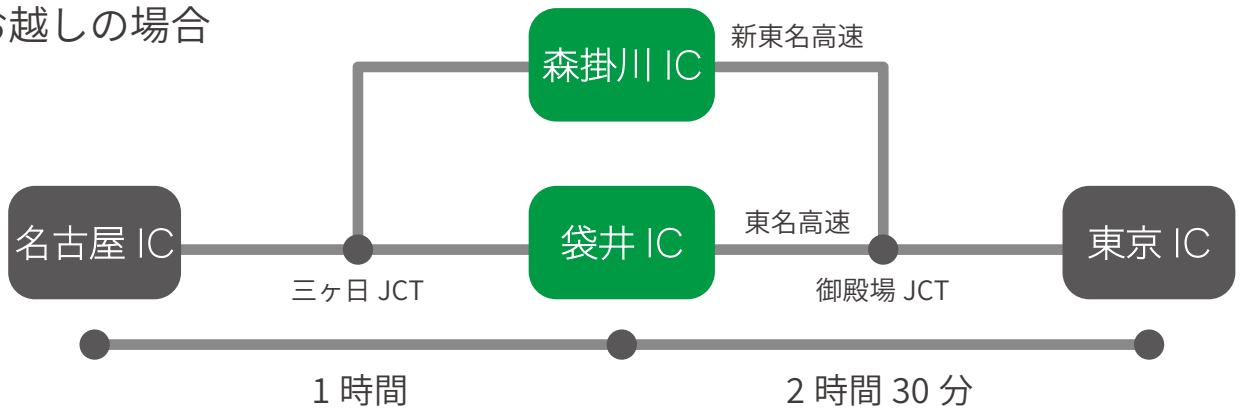 お越しの場合
新東名高速
森掛川 IC
東名高速
名古屋 IC
袋井 IC
東京 IC
三ヶ日 JCT
御殿場 JCT
1 時間
2 時間 30 分